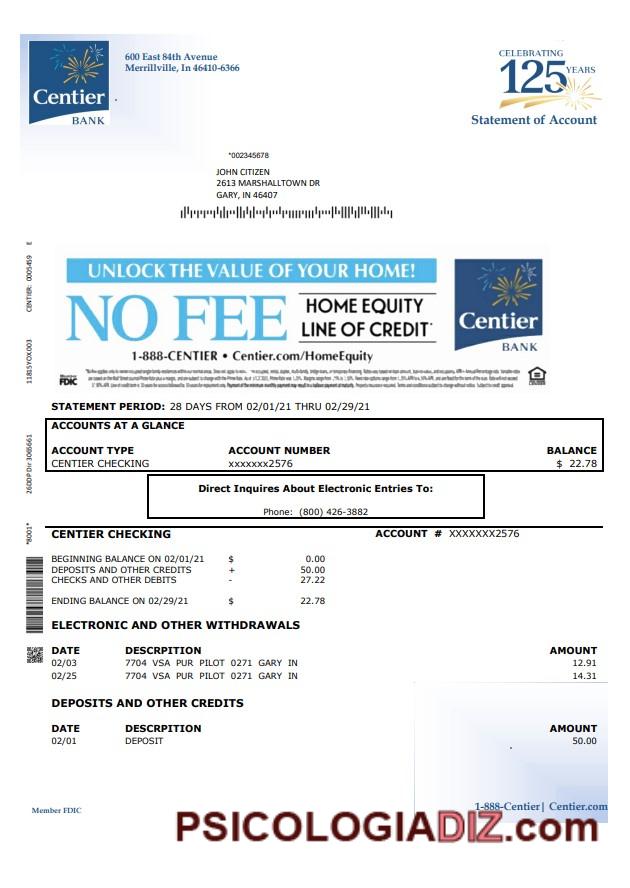 Centier
BANK
600 East 84th Avenue
Merrillville, In 46410-6366
CELEBRATING
125 YEARS
Statement of Account
*002345678
JOHN CITIZEN
2613 MARSHALLTOWN DR
GARY, IN 46407
CENTIER: 0005459 E
11815YOX.003
260DPDIr3065661
*8001*
UNLOCK THE VALUE OF YOUR HOME!
NO FEE
HOME EQUITY
LINE OF CREDIT*
1-888-CENTIER • Centier.com/HomeEquity
Centier
BANK
Member
FDIC
STATEMENT PERIOD: 28 DAYS FROM 02/01/21 THRU 02/29/21
ACCOUNTS AT A GLANCE
ACCOUNT TYPE ACCOUNT NUMBER BALANCE
CENTIER CHECKING xxxxxxx2576 $ 22.78
Direct Inquires About Electronic Entries To:
Phone: (800) 426-3882
CENTIER CHECKING ACCOUNT # XXXXXXX2576
BEGINNING BALANCE ON 02/01/21 $ 0.00
DEPOSITS AND OTHER CREDITS + 50.00
CHECKS AND OTHER DEBITS - 27.22
ENDING BALANCE ON 02/29/21 $ 22.78
ELECTRONIC AND OTHER WITHDRAWALS
DATE DESCRPITION AMOUNT
02/03 7704 VSA PUR PILOT 0271 GARY IN 12.91
02/25 7704 VSA PUR PILOT 0271 GARY IN 14.31
DEPOSITS AND OTHER CREDITS
DATE DESCRPITION AMOUNT
02/01 DEPOSIT 50.00
Member FDIC
1-888-Centier| Centier.com
PSICOLOGIADIZ.com